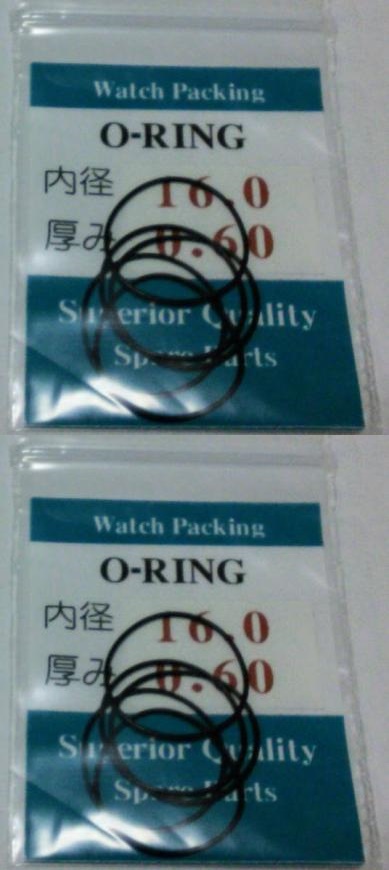 Watch Packing
O-RING
内径 16.0
厚み 0.60
Superior Quality
Spare Parts
Watch Packing
O-RING
内径 16.0
厚み 0.60
Superior Quality
Spare Parts